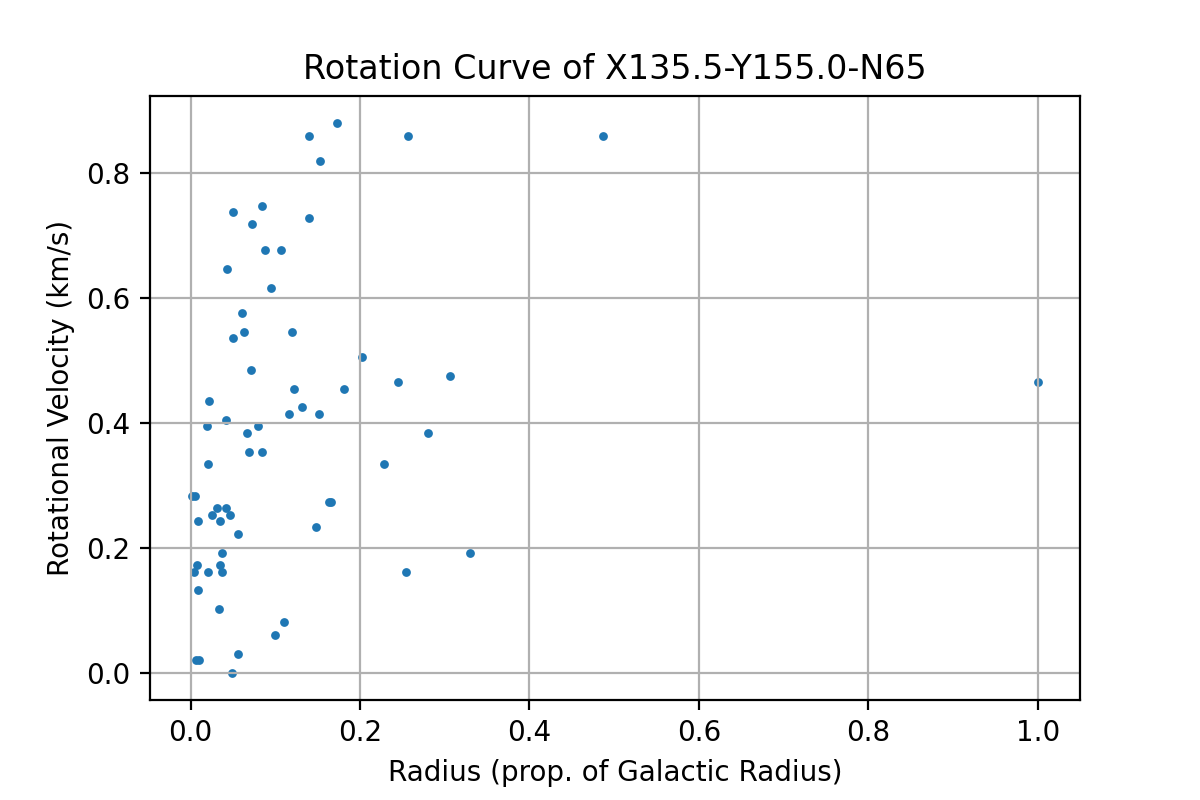 Rotation Curve of X135.5-Y155.0-N65
Rotational Velocity (km/s)
0.8
0.6
0.4
0.2
0.0
0.0 0.2 0.4 0.6 0.8 1.0
Radius (prop. of Galactic Radius)